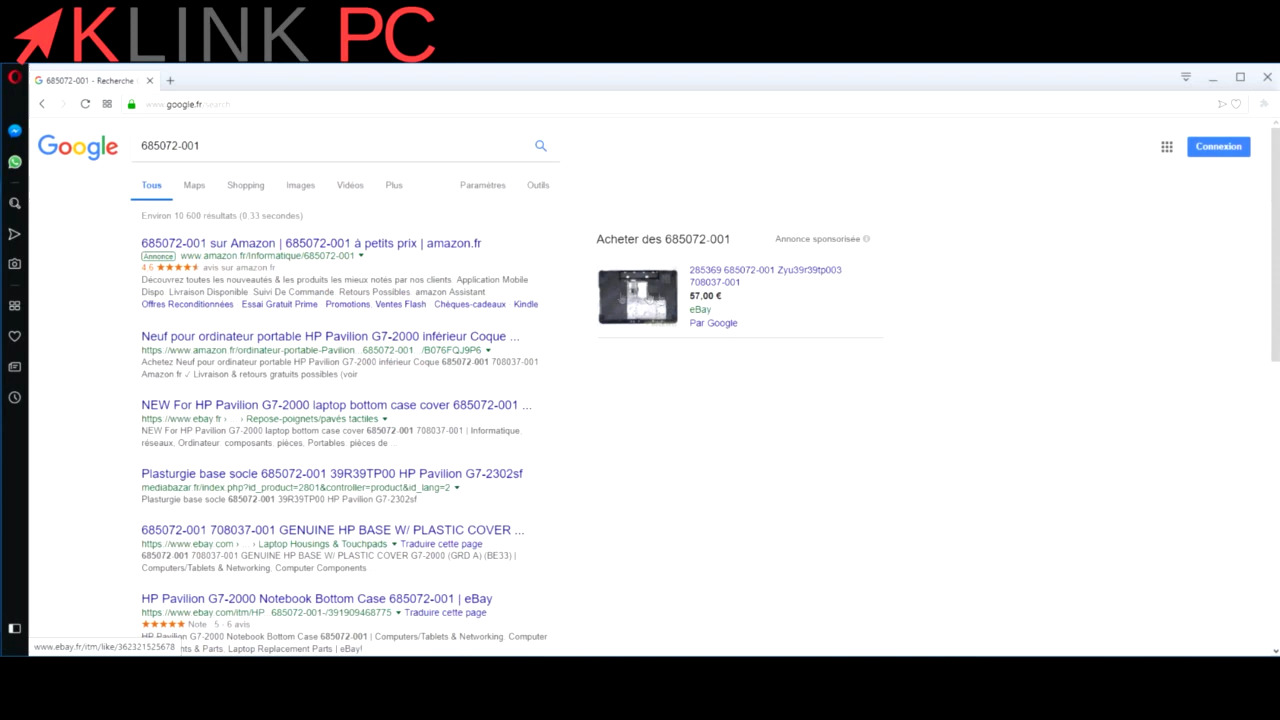 KLINK PC
685072-001 - Recherche
www.google.fr/search
Google
685072-001
Connexion
Tous Maps Shopping Images Vidéos Plus Paramètres Outils
Environ 10 600 résultats (0,33 secondes)
685072-001 sur Amazon | 685072-001 à petits prix | amazon.fr
Annonce www.amazon.fr/Informatique/685072-001
4,6 ★★★★★ avis sur amazon.fr
Découvrez toutes les nouveautés & les produits les mieux notés par nos clients. Application Mobile
Dispo. Livraison Disponible. Suivi De Commande. Retours Possibles. amazon Assistant
Offres Reconditionnées Essai Gratuit Prime Promotions, Ventes Flash Chèques-cadeaux Kindle
Neuf pour ordinateur portable HP Pavilion G7-2000 inférieur Coque ...
https://www.amazon.fr/ordinateur-portable-Pavilion...685072-001.../B076FQJ9P6
Achetez Neuf pour ordinateur portable HP Pavilion G7-2000 inférieur Coque 685072-001 708037-001
Amazon.fr ✓ Livraison & retours gratuits possibles (voir
NEW For HP Pavilion G7-2000 laptop bottom case cover 685072-001 ...
https://www.ebay.fr › ... › Repose-poignets/pavés tactiles
NEW For HP Pavilion G7-2000 laptop bottom case cover 685072-001 708037-001 | Informatique,
réseaux, Ordinateur: composants, pièces, Portables: pièces de ...
Plasturgie base socle 685072-001 39R39TP00 HP Pavilion G7-2302sf
mediabazar.fr/index.php?id_product=2801&controller=product&id_lang=2
Plasturgie base socle 685072-001 39R39TP00 HP Pavilion G7-2302sf
685072-001 708037-001 GENUINE HP BASE W/ PLASTIC COVER ...
https://www.ebay.com › ... › Laptop Housings & Touchpads Traduire cette page
685072-001 708037-001 GENUINE HP BASE W/ PLASTIC COVER G7-2000 (GRD A) (BE33) |
Computers/Tablets & Networking, Computer Components
HP Pavilion G7-2000 Notebook Bottom Case 685072-001 | eBay
https://www.ebay.com/itm/HP...685072-001-/391909468775 Traduire cette page
★★★★★ Note : 5 - 6 avis
HP Pavilion G7-2000 Notebook Bottom Case 685072-001 | Computers/Tablets & Networking, Computer
nts & Parts, Laptop Replacement Parts | eBay!
Acheter des 685072-001 Annonce sponsorisée
285369 685072-001 Zyu39r39tp003
708037-001
57,00 €
eBay
Par Google
www.ebay.fr/itm/like/362321525678